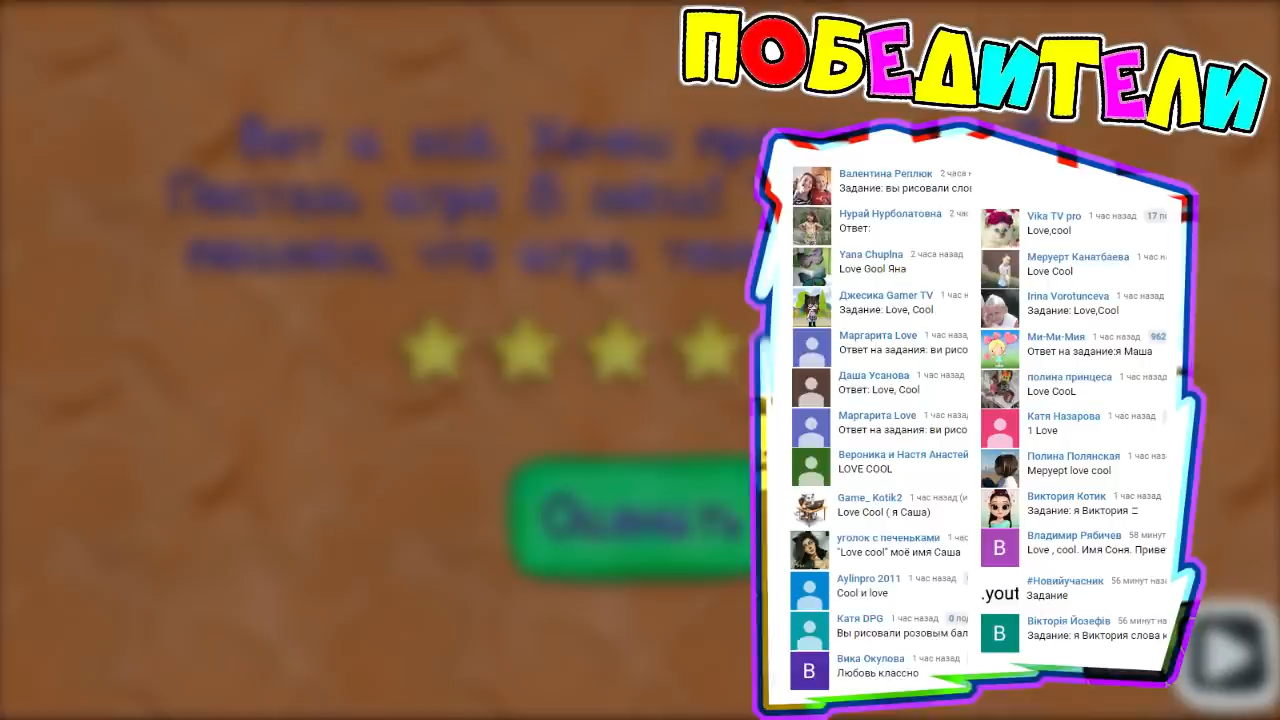 ПОБЕДИТЕЛИ
Валентина Реплюк 2 часа н
Задание: вы рисовали слов
Нурай Нурболатовна 2 час
Ответ:
Yana Chuplna 2 часа назад
Love Gool Яна
Джесика Gamer TV 1 час н
Задание: Love, Cool
Маргарита Love 1 час назад
Ответ на задания: ви рисо
Даша Усанова 1 час назад
Ответ: Love, Cool
Маргарита Love 1 час назад
Ответ на задания: ви рисо
Вероника и Настя Анастей
LOVE COOL
Game_ Kotik2 1 час назад (и
Love Cool ( я Саша)
уголок с печеньками 1 час
"Love cool" моё имя Саша
Aylinpro 2011 1 час назад
Cool и love
Катя DPG 1 час назад 0 по
Вы рисовали розовым бал
В
Вика Окулова 1 час назад
Любовь классно
Vika TV pro 1 час назад 17 п
Love,cool
Меруерт Канатбаева 1 час н
Love Cool
Irina Vorotunceva 1 час назад
Задание: Love,Cool
Ми-Ми-Мия 1 час назад 962
Ответ на задание:я Маша
полина принцеса 1 час назад
Love CooL
Катя Назарова 1 час назад
1 Love
Полина Полянская 1 час наз
Меруерт love cool
Виктория Котик 1 час назад
Задание: я Виктория
В
Владимир Рябичев 58 минут
Love , cool. Имя Соня. Приве
.yout
#Новийучасник 56 минут наза
Задание
В
Вікторія Йозефів 56 минут на
Задание: я Виктория слова к